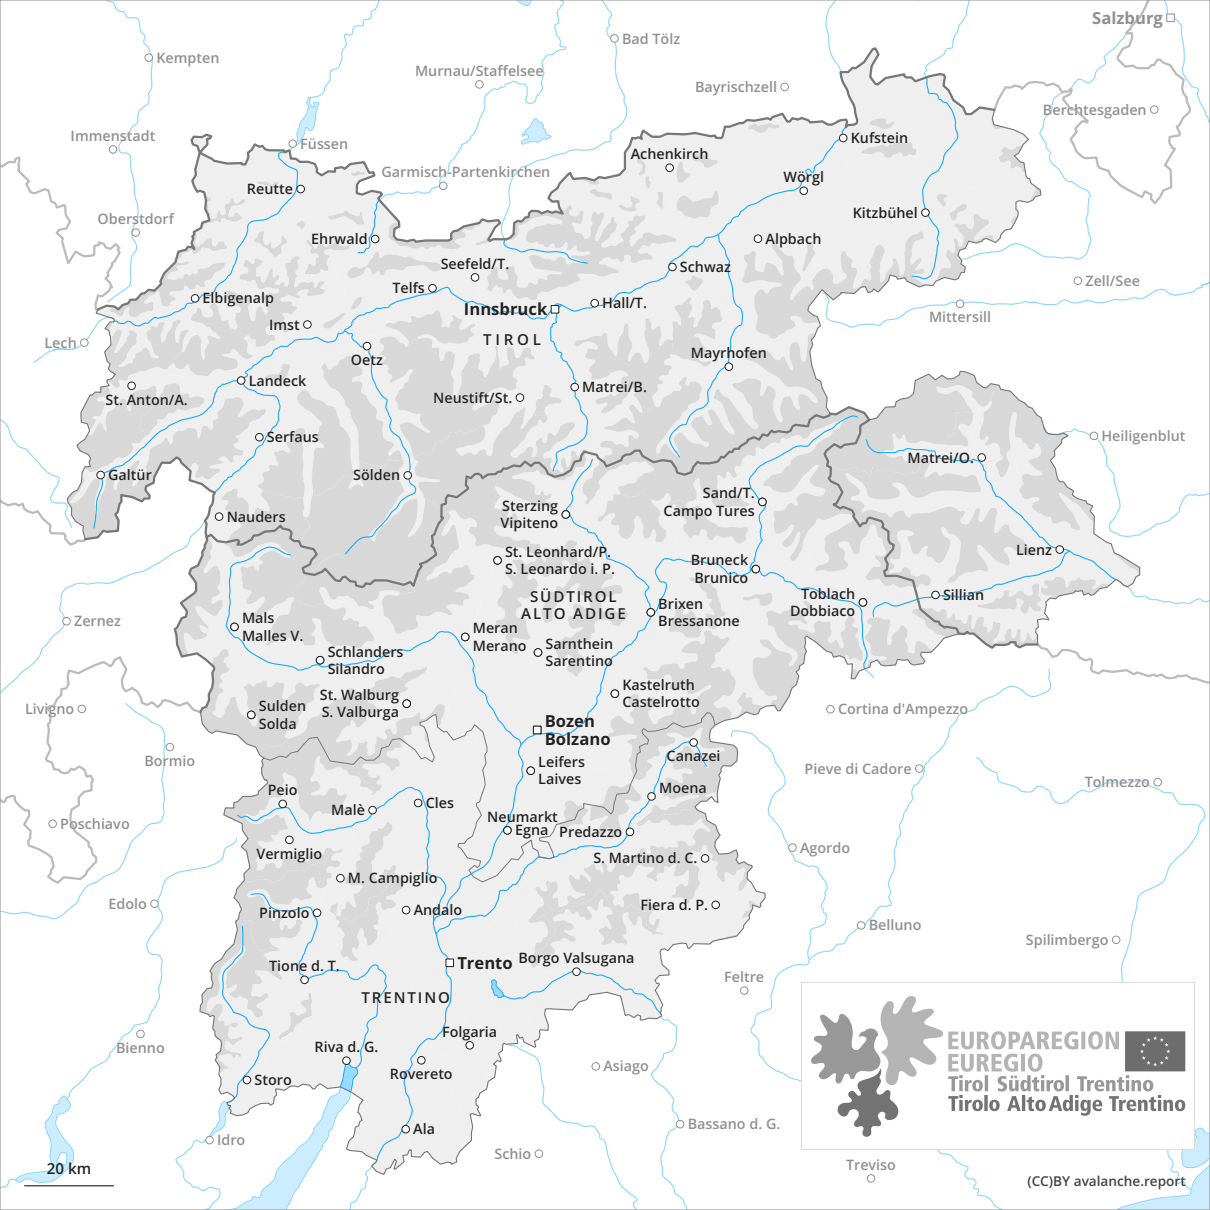 Salzburg
Kempten
Bad Tölz
Murnau/Staffelsee
Bayrischzell
Berchtesgaden
Immenstadt
Füssen
Kufstein
Achenkirch
Garmisch-Partenkirchen
Wörgl
Reutte
Oberstdorf
Kitzbühel
Ehrwald
Alpbach
Seefeld/T.
Schwaz
Zell/See
Telfs
Elbigenalp
Hall/T.
Innsbruck
Mittersill
Imst
TIROL
Lech
Oetz
Mayrhofen
Landeck
Matrei/B.
St. Anton/A.
Neustift/St.
Serfaus
Heiligenblut
Matrei/O.
Galtür
Sölden
Sand/T.
Campo Tures
Sterzing
Vipiteno
Nauders
Lienz
St. Leonhard/P.
S. Leonardo i. P.
Bruneck
Brunico
SÜDTIROL
ALTO ADIGE
Toblach
Dobbiaco
Sillian
Brixen
Bressanone
Zernez
Mals
Malles V.
Meran
Merano
Sarnthein
Sarentino
Schlanders
Silandro
Kastelruth
Castelrotto
St. Walburg
S. Valburga
Livigno
Sulden
Solda
Cortina d'Ampezzo
Bozen
Bolzano
Bormio
Canazei
Leifers
Laives
Pieve di Cadore
Tolmezzo
Peio
Moena
Malè
Cles
Neumarkt
Egna
Predazzo
Poschiavo
Vermiglio
Agordo
S. Martino d. C.
M. Campiglio
Edolo
Pinzolo
Andalo
Fiera d. P.
Belluno
Spilimbergo
Trento
Borgo Valsugana
Tione d. T.
Feltre
TRENTINO
Folgaria
Bienno
Riva d. G.
EUROPAREGION
EUREGIO
Tirol Südtirol Trentino
Tirolo Alto Adige Trentino
Asiago
Rovereto
Storo
Ala
Bassano d. G.
Idro
Schio
Treviso
20 km
(CC)BY avalanche.report